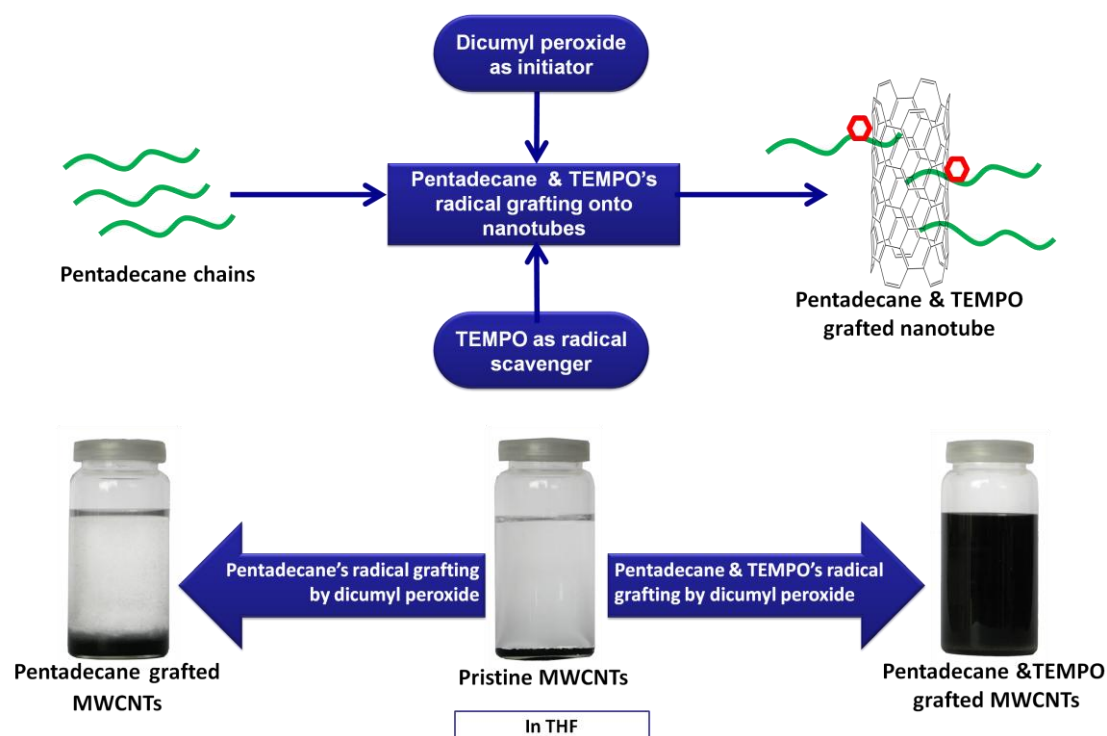 Dicumyl peroxide
as initiator
Pentadecane & TEMPO's
radical grafting onto
nanotubes
Pentadecane chains
Pentadecane & TEMPO
grafted nanotube
TEMPO as radical
scavenger
Pentadecane's radical grafting
by dicumyl peroxide
Pentadecane & TEMPO's radical
grafting by dicumyl peroxide
Pentadecane grafted
MWCNTs
Pristine MWCNTs
Pentadecane &TEMPO
grafted MWCNTs
In THF